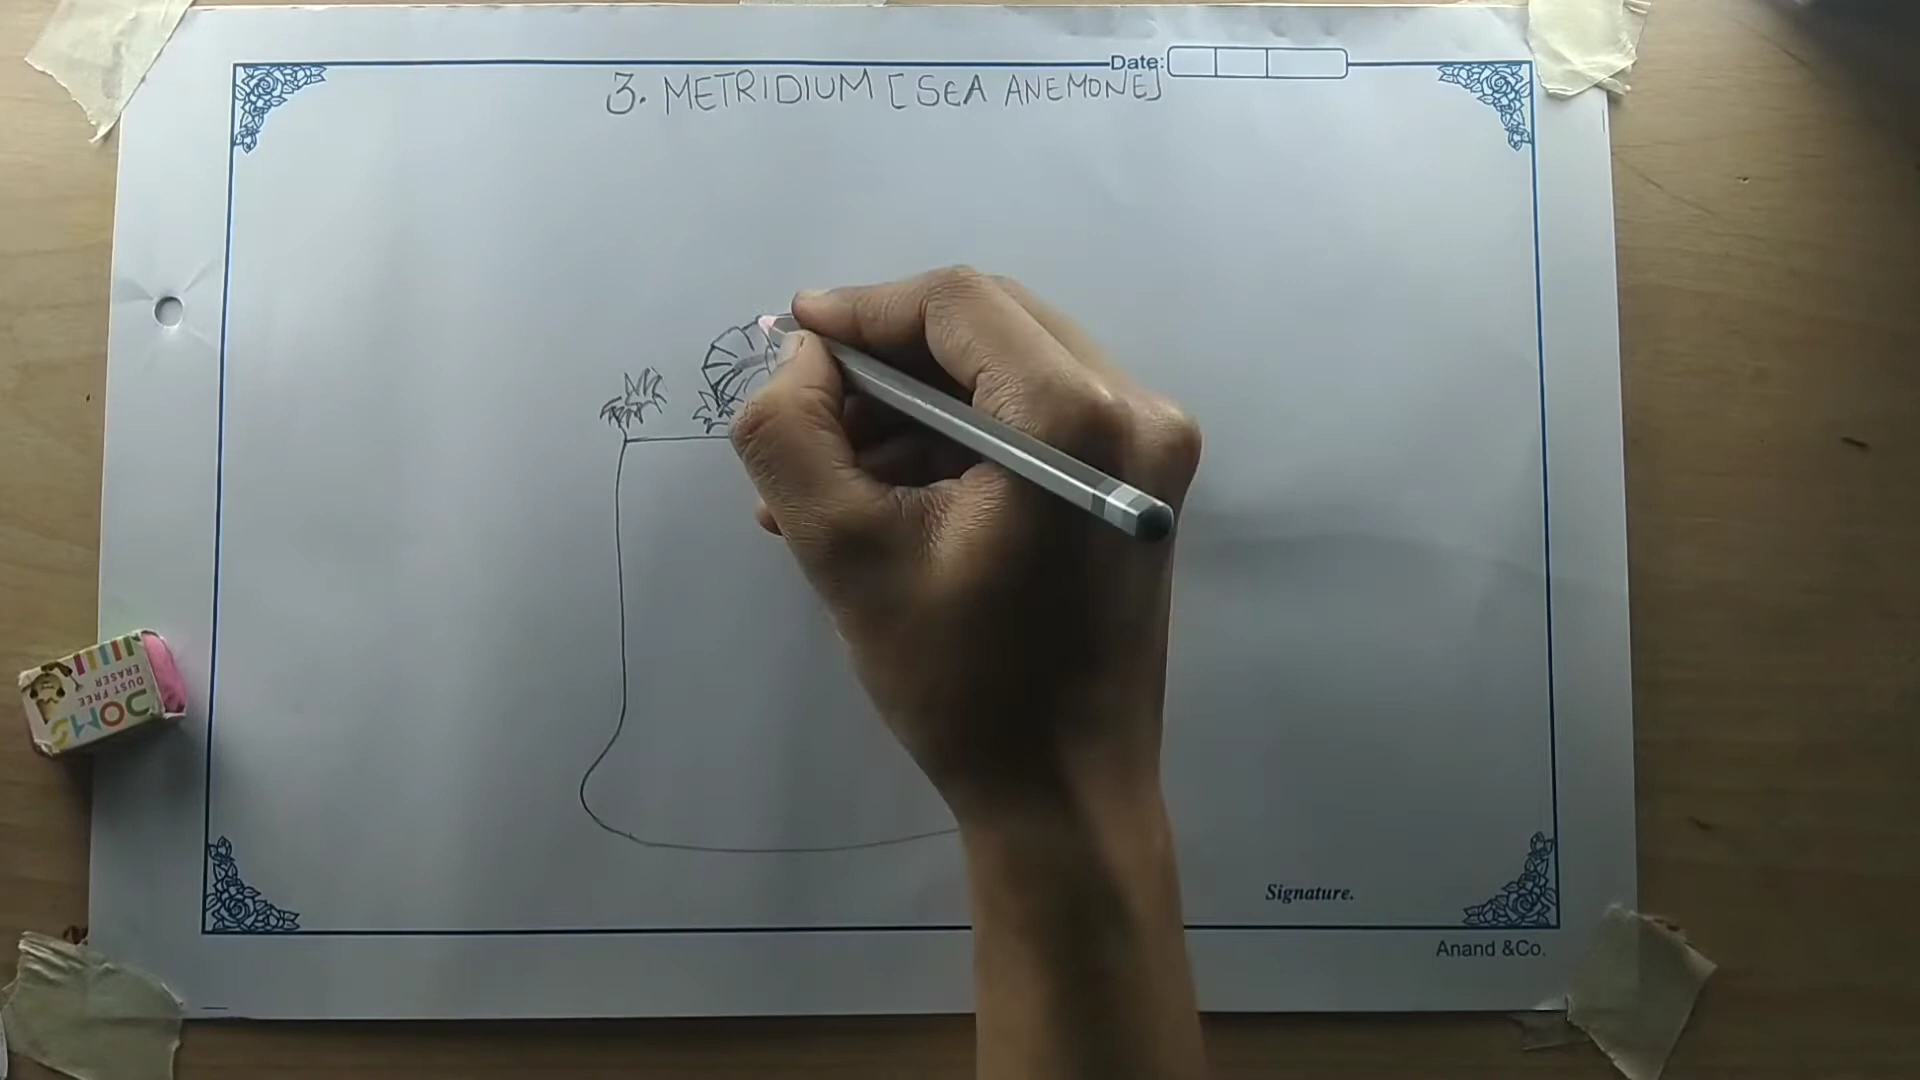 Date:
3. METRIDIUM [SEA ANEMONE]
DOMS
DUST FREE
ERASER
Signature.
Anand &Co.